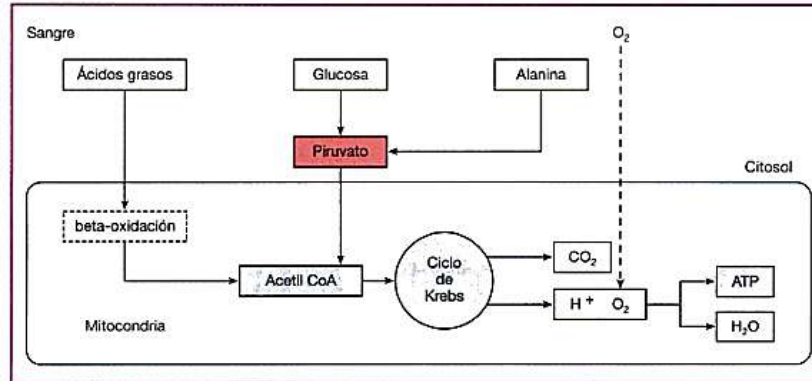 Sangre
O₂
Ácidos grasos
Glucosa
Alanina
Piruvato
Citosol
beta-oxidación
Acetil CoA
Ciclo
de
Krebs
CO₂
H⁺ O₂
ATP
H₂O
Mitocondria